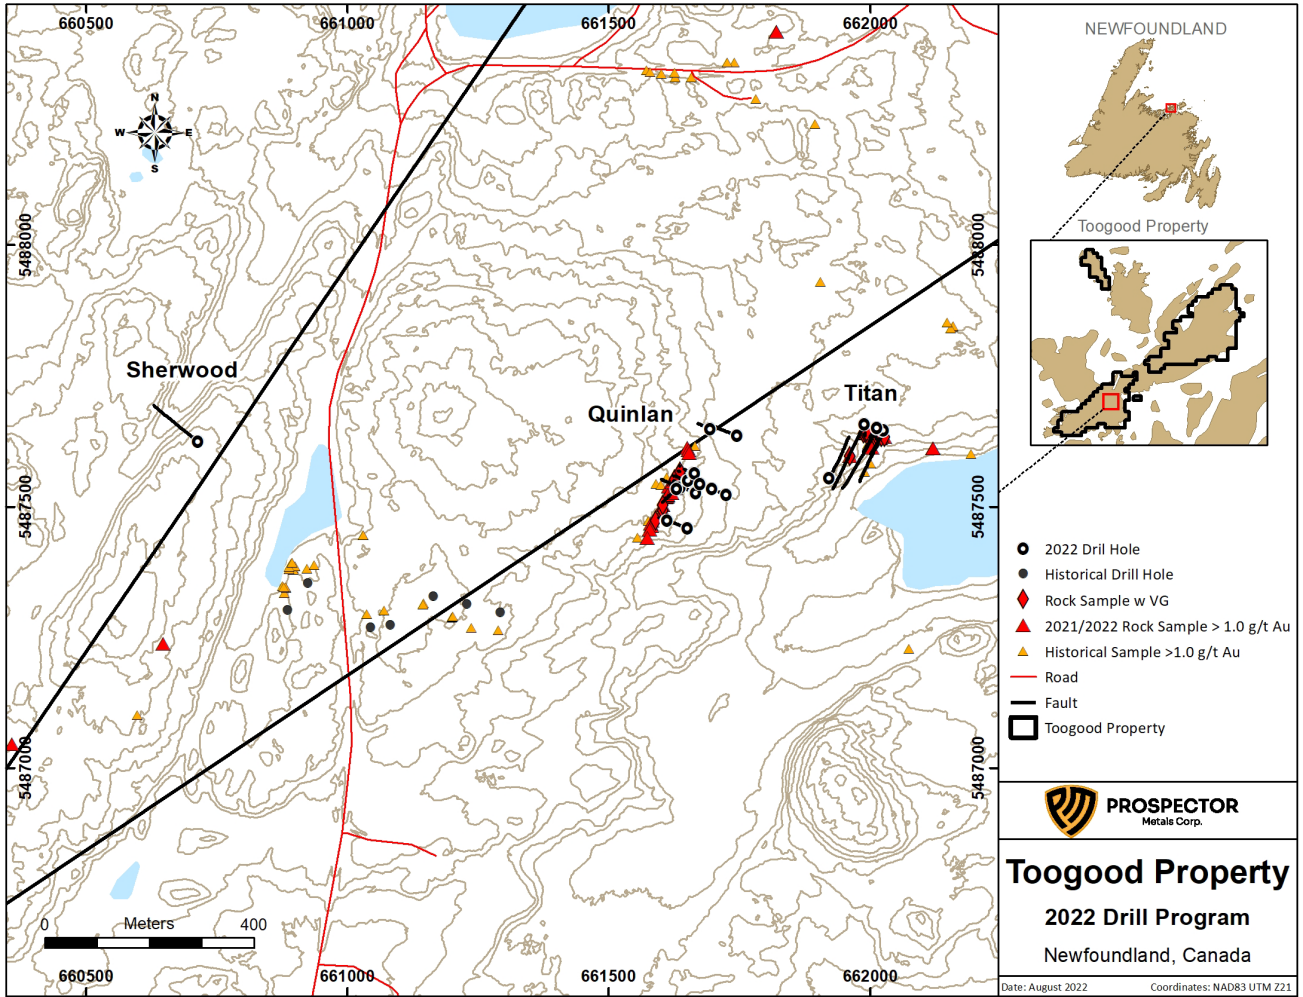 660500
661000
661500
662000
N
W
E
S
5488000
5488000
Sherwood
Quinlan
Titan
5487500
5487500
5487000
5487000
0
Meters
400
660500
661000
661500
662000
NEWFOUNDLAND
Toogood Property
2022 Dril Hole
Historical Drill Hole
Rock Sample w VG
2021/2022 Rock Sample > 1.0 g/t Au
Historical Sample >1.0 g/t Au
Road
Fault
Toogood Property
PROSPECTOR
Metals Corp.
Toogood Property
2022 Drill Program
Newfoundland, Canada
Date: August 2022
Coordinates: NAD83 UTM Z21